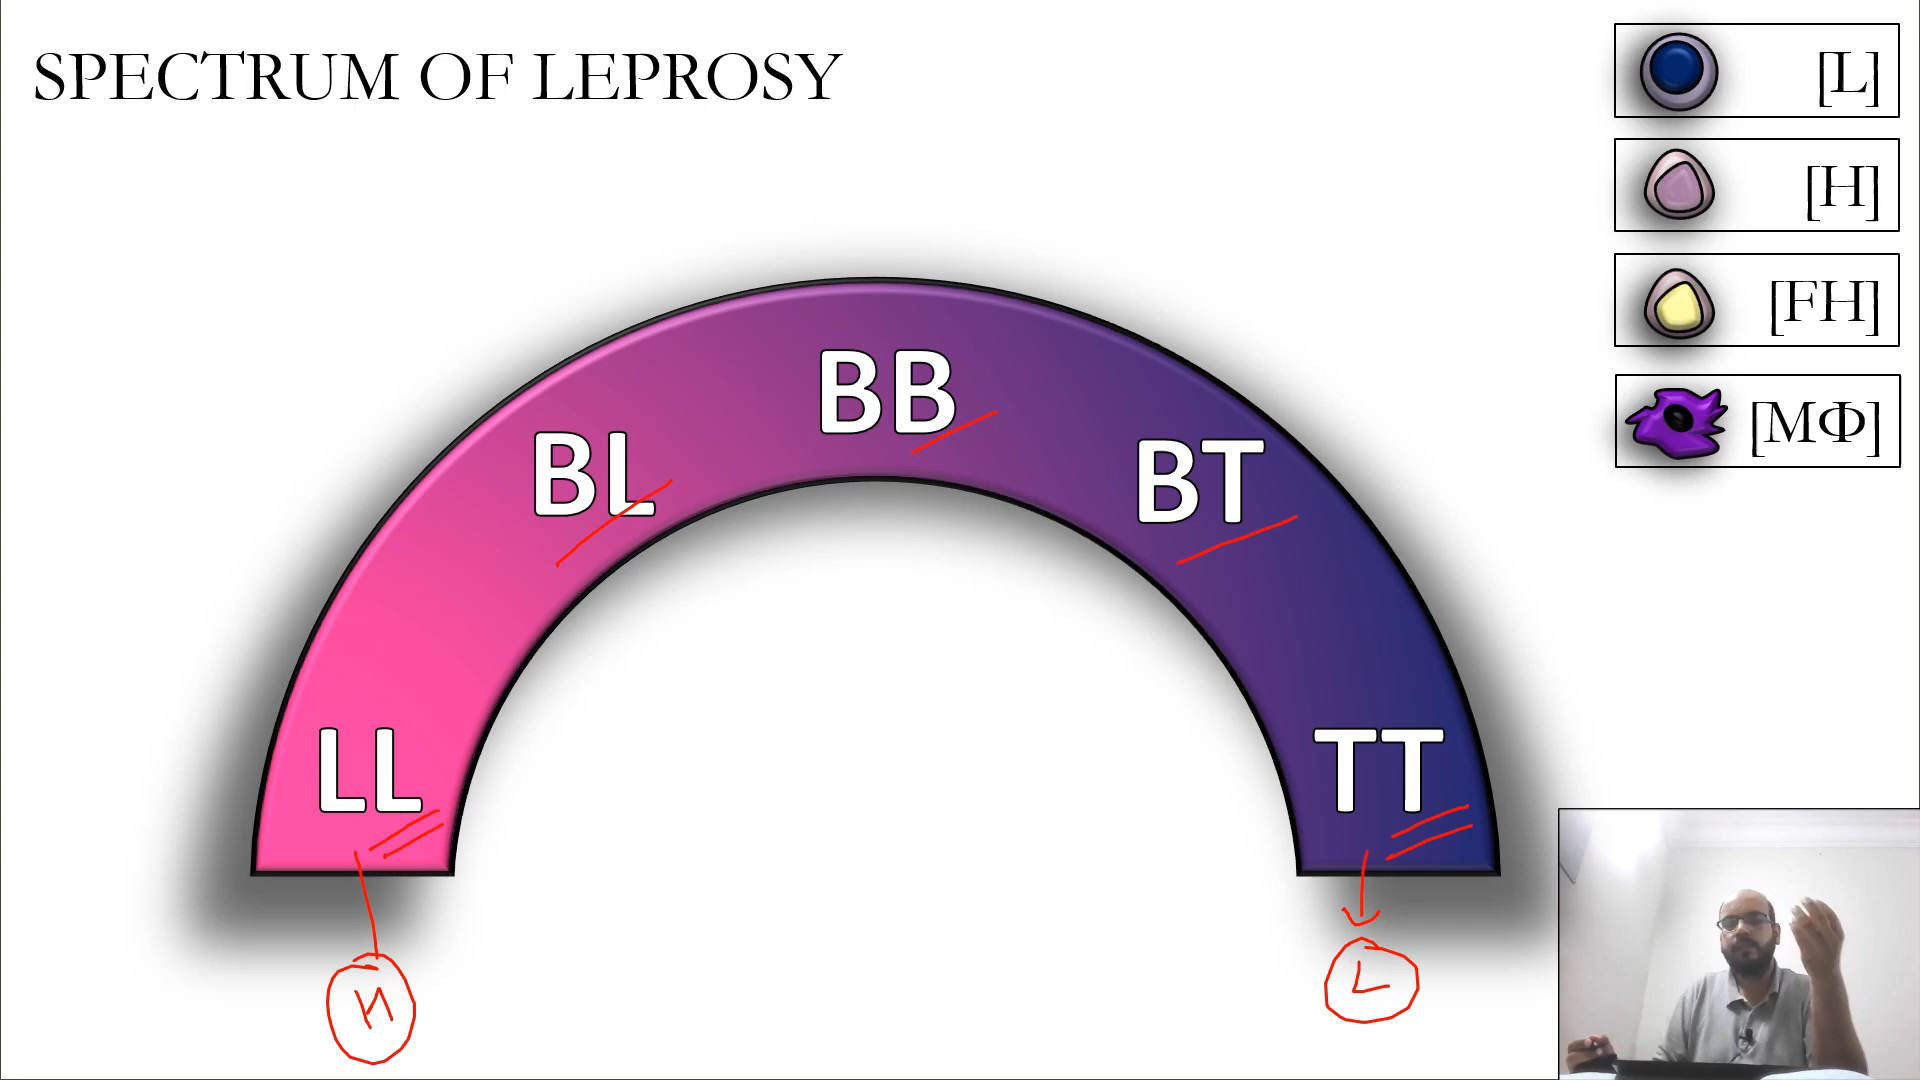 SPECTRUM OF LEPROSY
[L]
[H]
[FH]
[MΦ]
BB
BL
BT
LL
TT
H
L